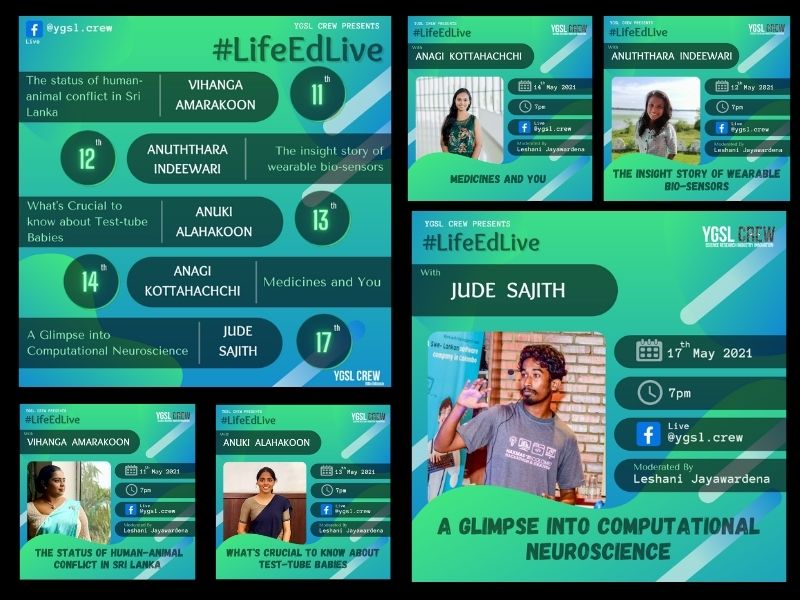 @ygsl.crew
Live
YGSL CREW PRESENTS
#LifeEdLive
The status of human-
animal conflict in Sri
Lanka
VIHANGA
AMARAKOON
11th
12th
ANUTHTHARA
INDEEWARI
The insight story of
wearable bio-sensors
What's Crucial to
know about Test-tube
Babies
ANUKI
ALAHAKOON
13th
14th
ANAGI
KOTTAHACHCHI
Medicines and You
A Glimpse into
Computational Neuroscience
JUDE
SAJITH
17th
YGSL CREW
YGSL CREW PRESENTS
#LifeEdLive
YGSL CREW
With
ANAGI KOTTAHACHCHI
14th May 2021
7pm
Live
@ygsl.crew
Moderated By
Leshani Jayawardena
MEDICINES AND YOU
YGSL CREW PRESENTS
#LifeEdLive
YGSL CREW
With
ANUTHTHARA INDEEWARI
12th May 2021
7pm
Live
@ygsl.crew
Moderated By
Leshani Jayawardena
THE INSIGHT STORY OF WEARABLE
BIO-SENSORS
YGSL CREW PRESENTS
#LifeEdLive
YGSL CREW
With
JUDE SAJITH
software
company in Colombo
17th May 2021
7pm
Live
@ygsl.crew
Moderated By
Leshani Jayawardena
A GLIMPSE INTO COMPUTATIONAL
NEUROSCIENCE
YGSL CREW PRESENTS
#LifeEdLive
YGSL CREW
With
VIHANGA AMARAKOON
11th May 2021
7pm
Live
@ygsl.crew
Moderated By
Leshani Jayawardena
THE STATUS OF HUMAN-ANIMAL
CONFLICT IN SRI LANKA
YGSL CREW PRESENTS
#LifeEdLive
YGSL CREW
With
ANUKI ALAHAKOON
13th May 2021
7pm
Live
@ygsl.crew
Moderated By
Leshani Jayawardena
WHAT'S CRUCIAL TO KNOW ABOUT
TEST-TUBE BABIES